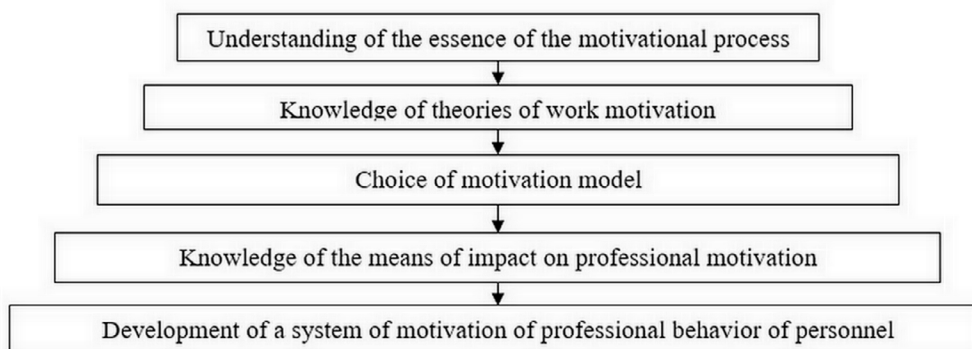 Understanding of the essence of the motivational process
Knowledge of theories of work motivation
Choice of motivation model
Knowledge of the means of impact on professional motivation
Development of a system of motivation of professional behavior of personnel